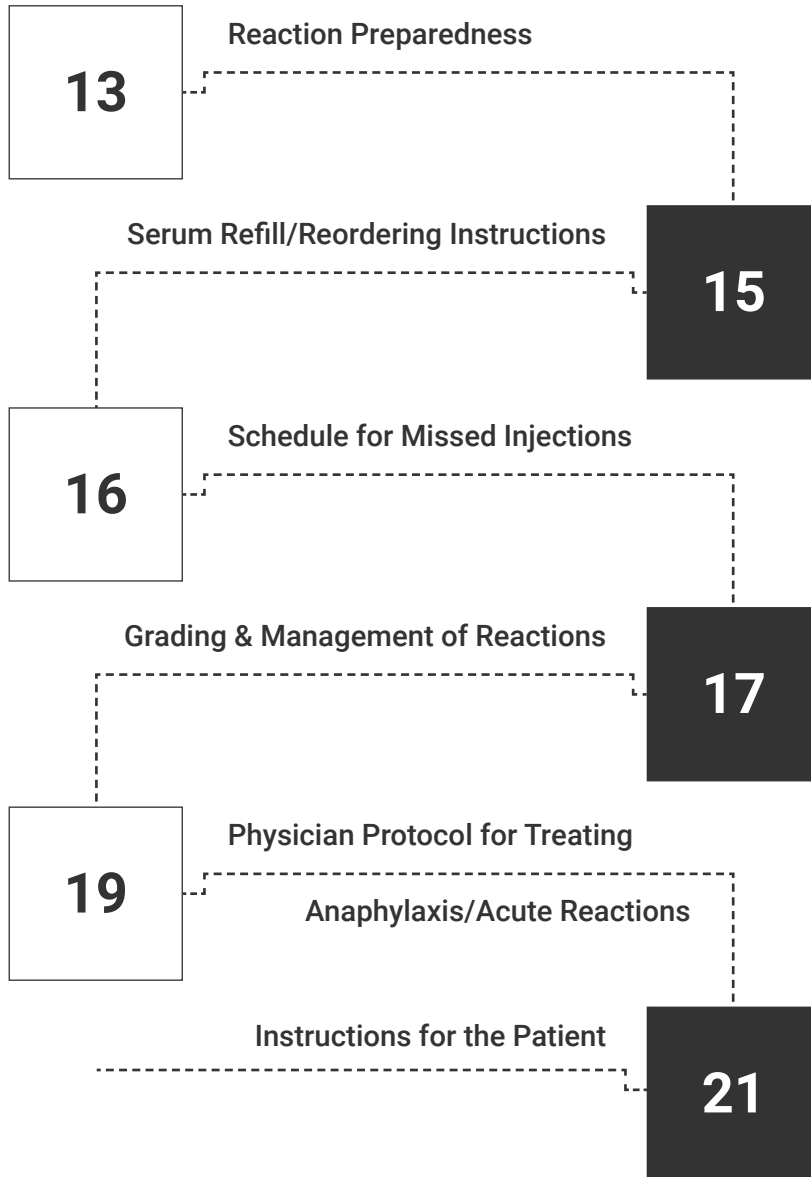 Reaction Preparedness
13
Serum Refill/Reordering Instructions
15
Schedule for Missed Injections
16
Grading & Management of Reactions
17
Physician Protocol for Treating
19
Anaphylaxis/Acute Reactions
Instructions for the Patient
21